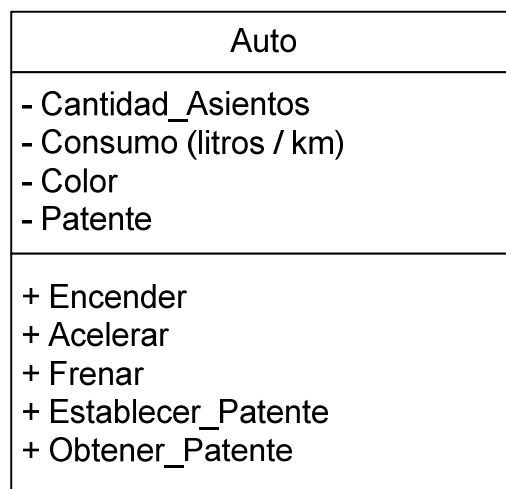 Auto
- Cantidad_Asientos
- Consumo (litros / km)
- Color
- Patente
+ Encender
+ Acelerar
+ Frenar
+ Establecer_Patente
+ Obtener_Patente